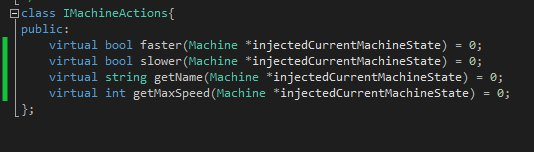 class IMachineActions{
public:
virtual bool faster(Machine *injectedCurrentMachineState) = 0;
virtual bool slower(Machine *injectedCurrentMachineState) = 0;
virtual string getName(Machine *injectedCurrentMachineState) = 0;
virtual int getMaxSpeed(Machine *injectedCurrentMachineState) = 0;
};